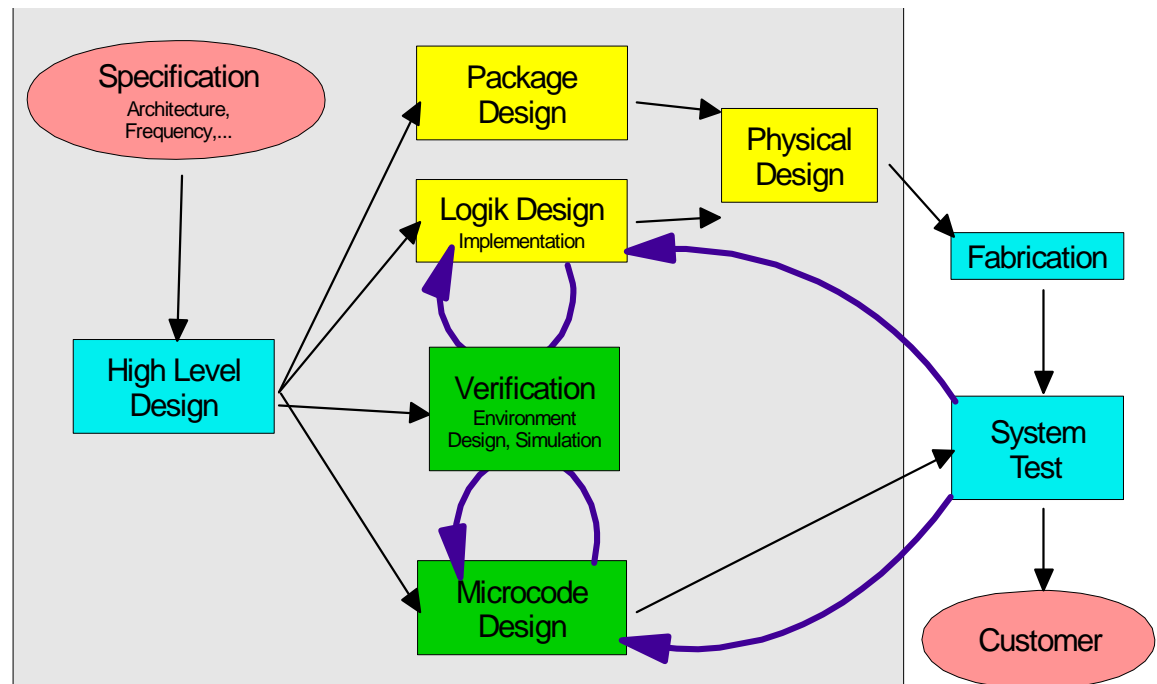 Specification
Architecture,
Frequency,...
High Level
Design
Package
Design
Logik Design
Implementation
Verification
Environment
Design, Simulation
Microcode
Design
Physical
Design
Fabrication
System
Test
Customer